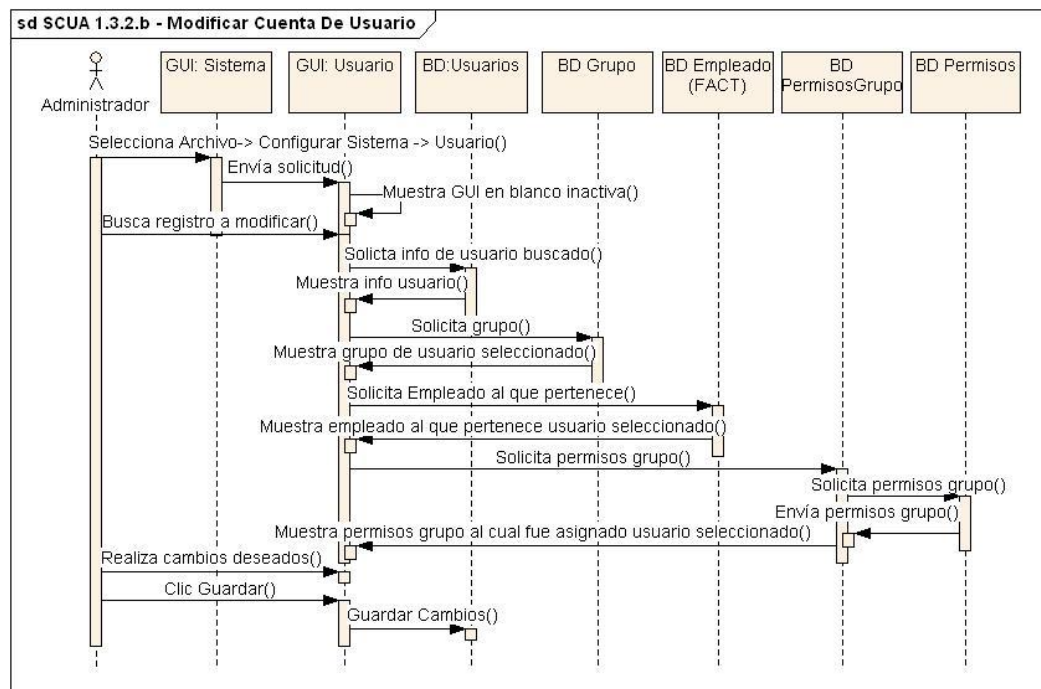 sd SCUA 1.3.2.b - Modificar Cuenta De Usuario
Administrador
GUI: Sistema
GUI: Usuario
BD:Usuarios
BD Grupo
BD Empleado
(FACT)
BD
PermisosGrupo
BD Permisos
Selecciona Archivo-> Configurar Sistema -> Usuario()
Envía solicitud()
Muestra GUI en blanco inactiva()
Busca registro a modificar()
Solicta info de usuario buscado()
Muestra info usuario()
Solicita grupo()
Muestra grupo de usuario seleccionado()
Solicita Empleado al que pertenece()
Muestra empleado al que pertenece usuario seleccionado()
Solicita permisos grupo()
Solicita permisos grupo()
Envía permisos grupo()
Muestra permisos grupo al cual fue asignado usuario seleccionado()
Realiza cambios deseados()
Clic Guardar()
Guardar Cambios()